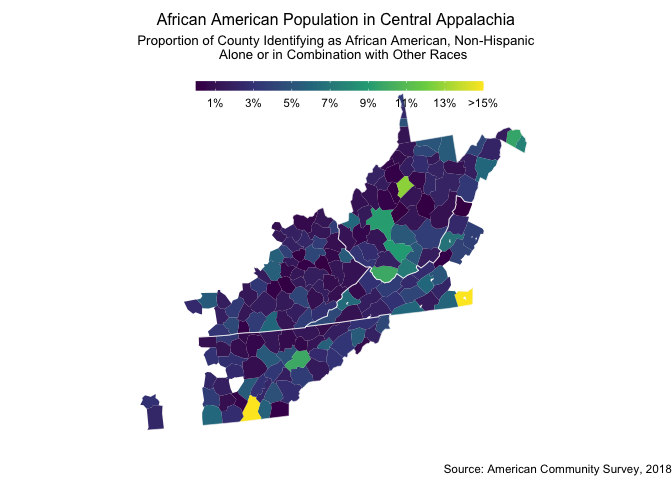 African American Population in Central Appalachia
Proportion of County Identifying as African American, Non-Hispanic
Alone or in Combination with Other Races
1% 3% 5% 7% 9% 11% 13% >15%
Source: American Community Survey, 2018